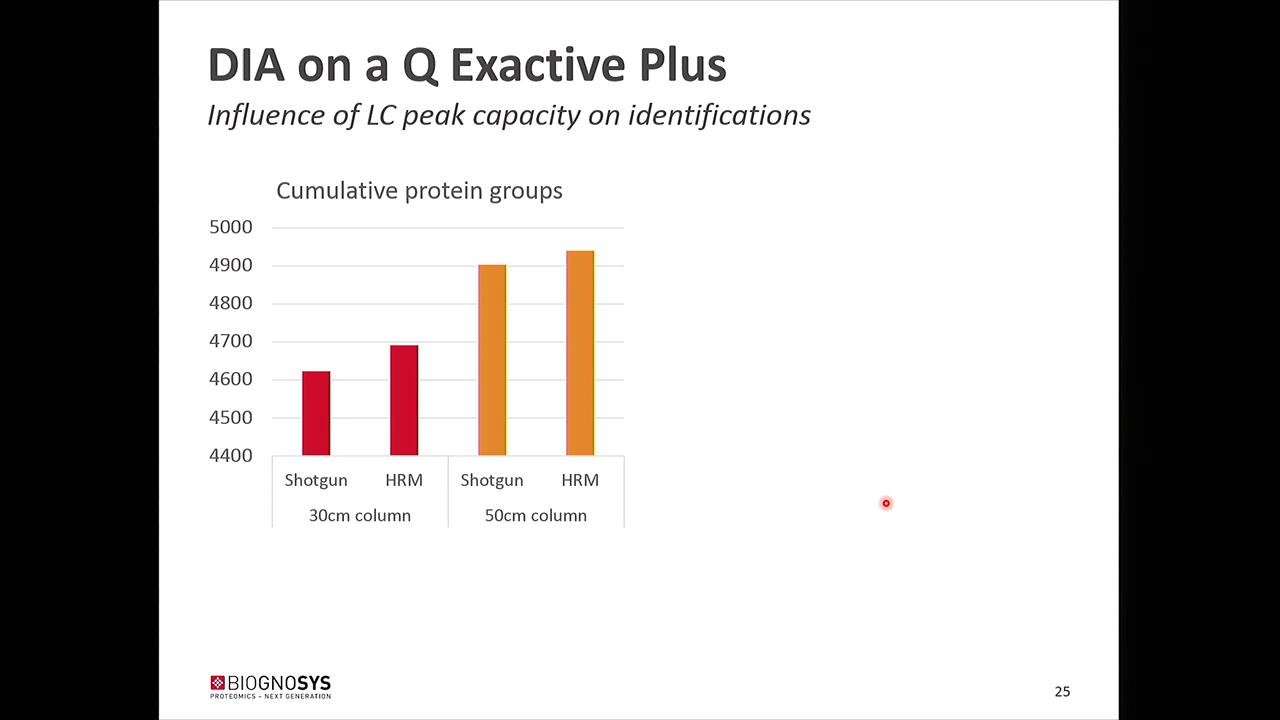 DIA on a Q Exactive Plus
Influence of LC peak capacity on identifications
Cumulative protein groups
5000
4900
4800
4700
4600
4500
4400
Shotgun HRM Shotgun HRM
30cm column 50cm column
BIOGNOSYS
PROTEOMICS – NEXT GENERATION
25